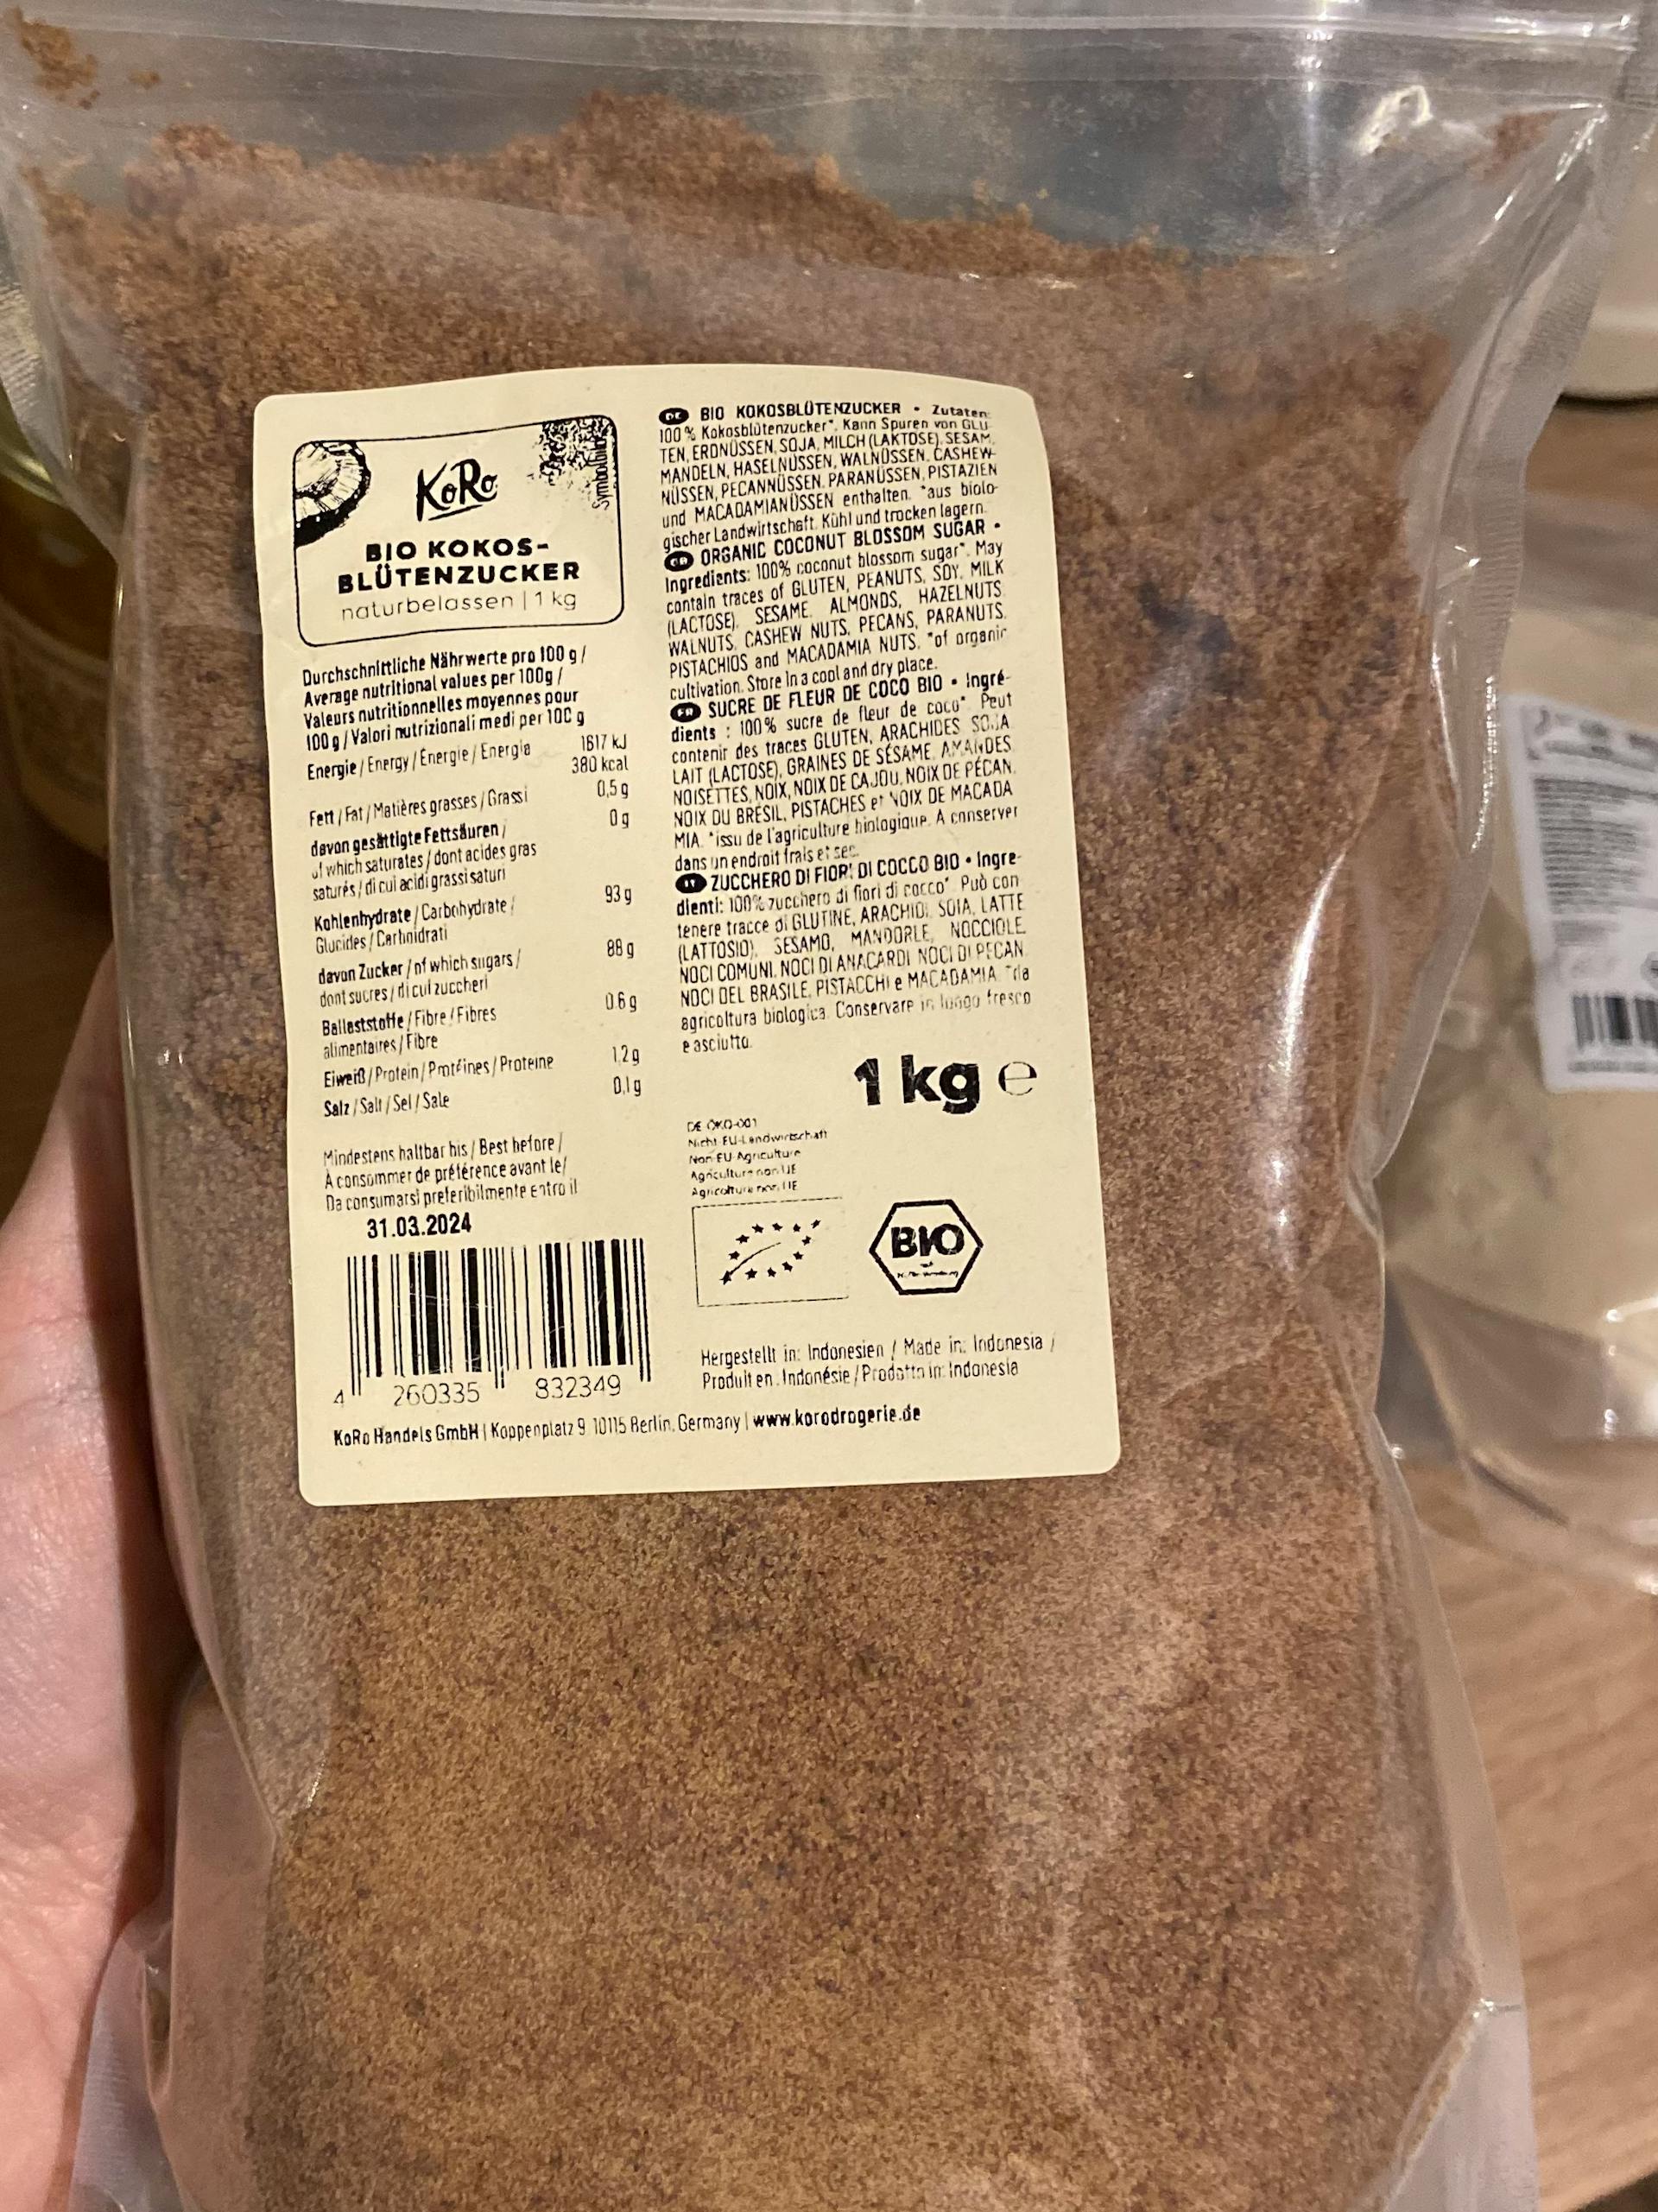 KoRo
Symbolbild
BIO KOKOS-
BLÜTENZUCKER
naturbelassen | 1 kg
Durchschnittliche Nährwerte pro 100 g /
Average nutritional values per 100g /
Valeurs nutritionnelles moyennes pour
100 g / Valori nutrizionali medi per 100 g
Energie / Energy / Énergie / Energia 1617 kJ
380 kcal
Fett / Fat / Matières grasses / Grassi 0,5 g
davon gesättigte Fettsäuren / 0 g
of which saturates / dont acides gras
saturés / di cui acidi grassi saturi
Kohlenhydrate / Carbohydrate / 93 g
Glucides / Carboidrati
davon Zucker / of which sugars / 88 g
dont sucres / di cui zuccheri
Ballaststoffe / Fibre / Fibres 0.6 g
alimentaires / Fibre
Eiweiß / Protein / Protéines / Proteine 1.2 g
Salz / Salt / Sel / Sale 0,1 g
Mindestens haltbar bis / Best before /
À consommer de préférence avant le/
Da consumarsi preferibilmente entro il
31.03.2024
4 260335 832349
KoRo Handels GmbH | Koppenplatz 9, 10115 Berlin, Germany | www.korodrogerie.de
DE BIO KOKOSBLÜTENZUCKER • Zutaten:
100 % Kokosblütenzucker*. Kann Spuren von GLU-
TEN, ERDNÜSSEN, SOJA, MILCH (LAKTOSE), SESAM,
MANDELN, HASELNÜSSEN, WALNÜSSEN, CASHEW-
NÜSSEN, PECANNÜSSEN, PARANÜSSEN, PISTAZIEN
und MACADAMIANÜSSEN enthalten. *aus biolo-
gischer Landwirtschaft. Kühl und trocken lagern.
GB ORGANIC COCONUT BLOSSOM SUGAR •
Ingredients: 100% coconut blossom sugar*. May
contain traces of GLUTEN, PEANUTS, SOY, MILK
(LACTOSE), SESAME, ALMONDS, HAZELNUTS,
WALNUTS, CASHEW NUTS, PECANS, PARANUTS,
PISTACHIOS and MACADAMIA NUTS. *of organic
cultivation. Store in a cool and dry place.
FR SUCRE DE FLEUR DE COCO BIO • Ingré-
dients : 100% sucre de fleur de coco*. Peut
contenir des traces GLUTEN, ARACHIDES, SOJA,
LAIT (LACTOSE), GRAINES DE SÉSAME, AMANDES,
NOISETTES, NOIX, NOIX DE CAJOU, NOIX DE PÉCAN,
NOIX DU BRÉSIL, PISTACHES et NOIX DE MACADA
MIA. *issu de l'agriculture biologique. A conserver
dans un endroit frais et sec.
IT ZUCCHERO DI FIORI DI COCCO BIO • Ingre-
dienti: 100% zucchero di fiori di cocco*. Può con
tenere tracce di GLUTINE, ARACHIDI, SOIA, LATTE
(LATTOSIO), SESAMO, MANDORLE, NOCCIOLE,
NOCI COMUNI, NOCI DI ANACARDI, NOCI DI PECAN,
NOCI DEL BRASILE, PISTACCHI e MACADAMIA. *da
agricoltura biologica. Conservare in luogo fresco
e asciutto.
1 kg e
DE-ÖKO-001
Nicht-EU-Landwirtschaft
Non-EU-Agriculture
Agriculture non UE
Agricoltura non UE
BIO
Hergestellt in: Indonesien / Made in: Indonesia /
Produit en: Indonésie / Prodotto in: Indonesia